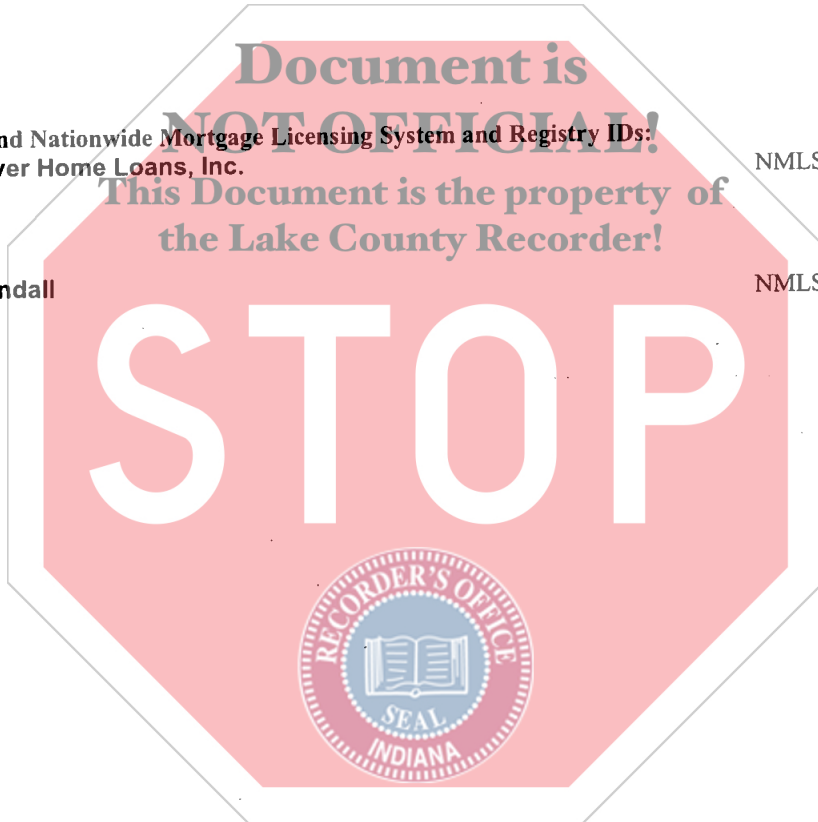 Document is
NOT OFFICIAL!
nd Nationwide Mortgage Licensing System and Registry IDs:
ver Home Loans, Inc.
NMLS
This Document is the property of
the Lake County Recorder!
ndall
NMLS
STOP
RECORDER'S OFFICE
SEAL
INDIANA